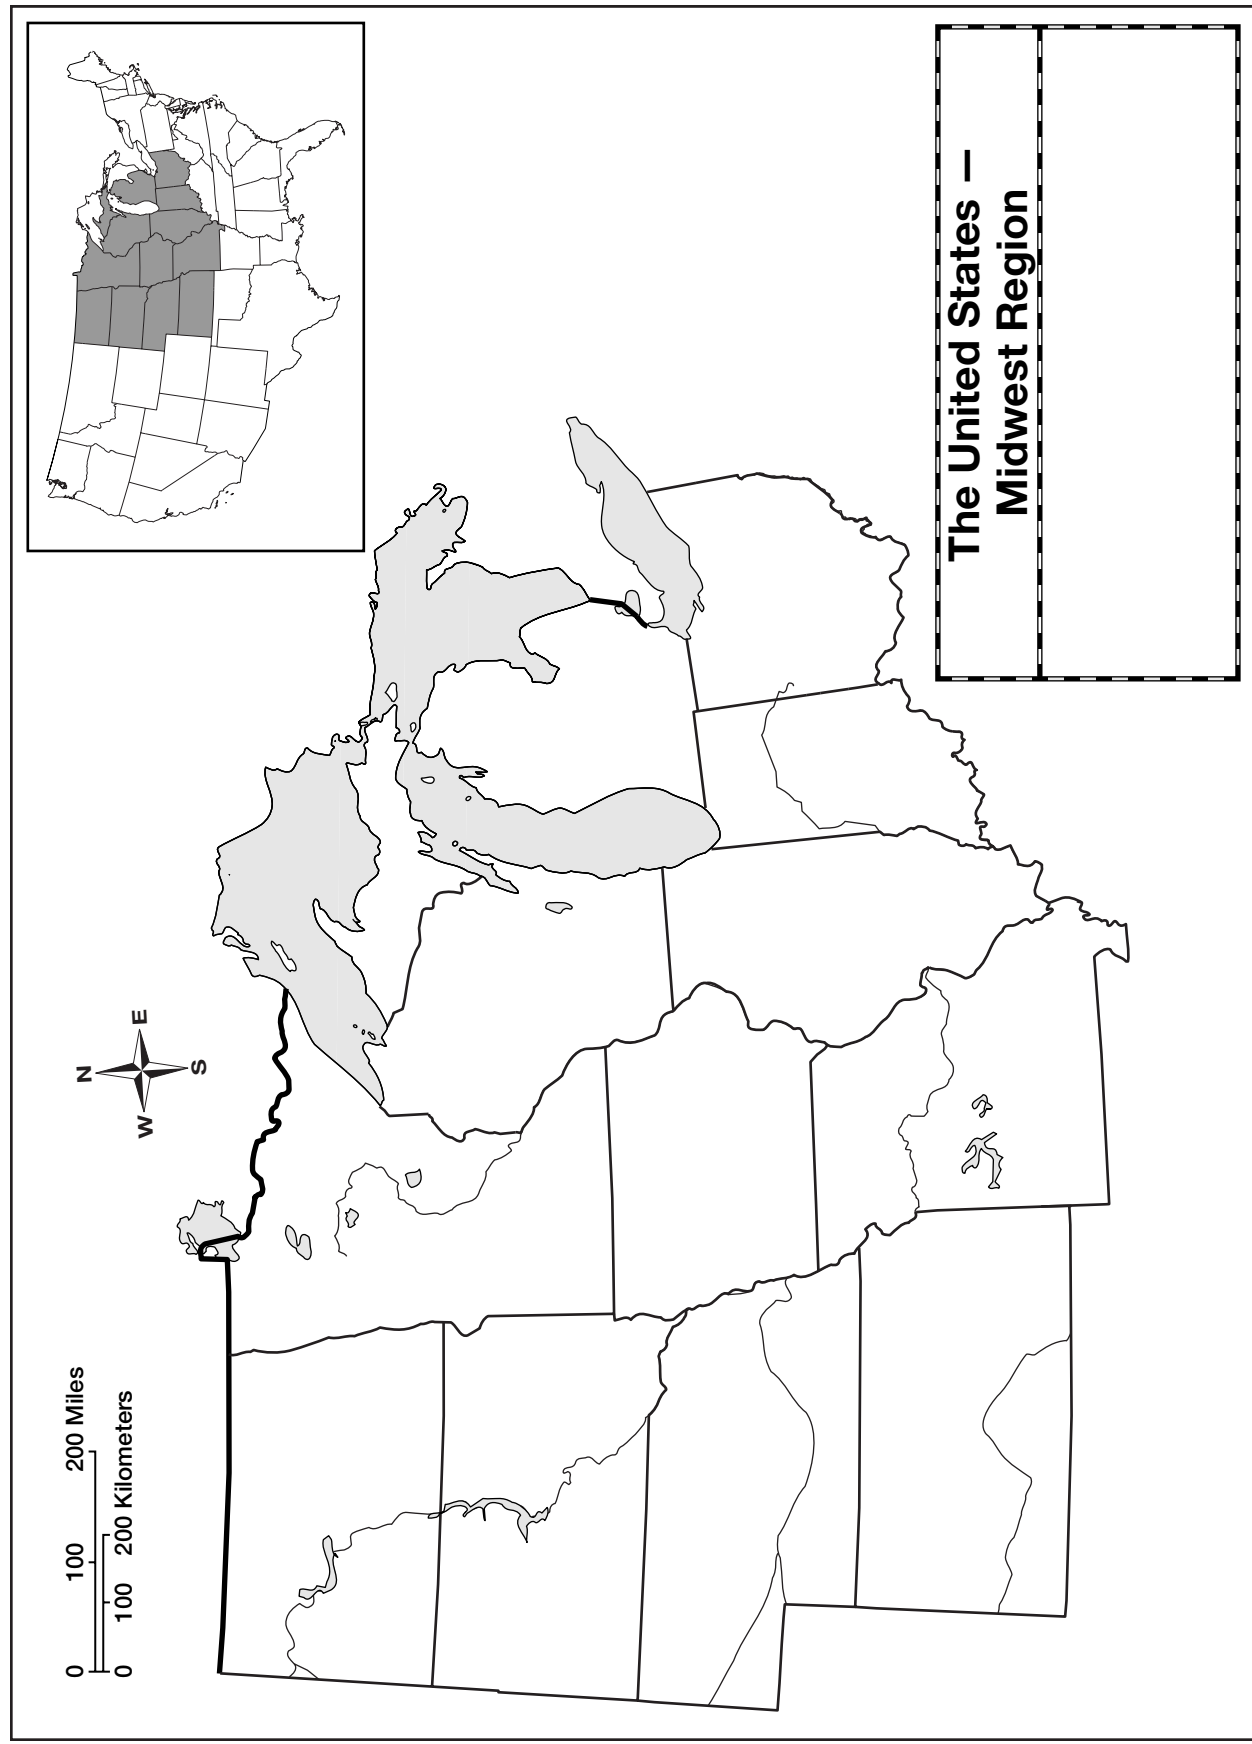 The United States —
Midwest Region
N
W
E
S
0
100
200 Miles
0
100
200 Kilometers